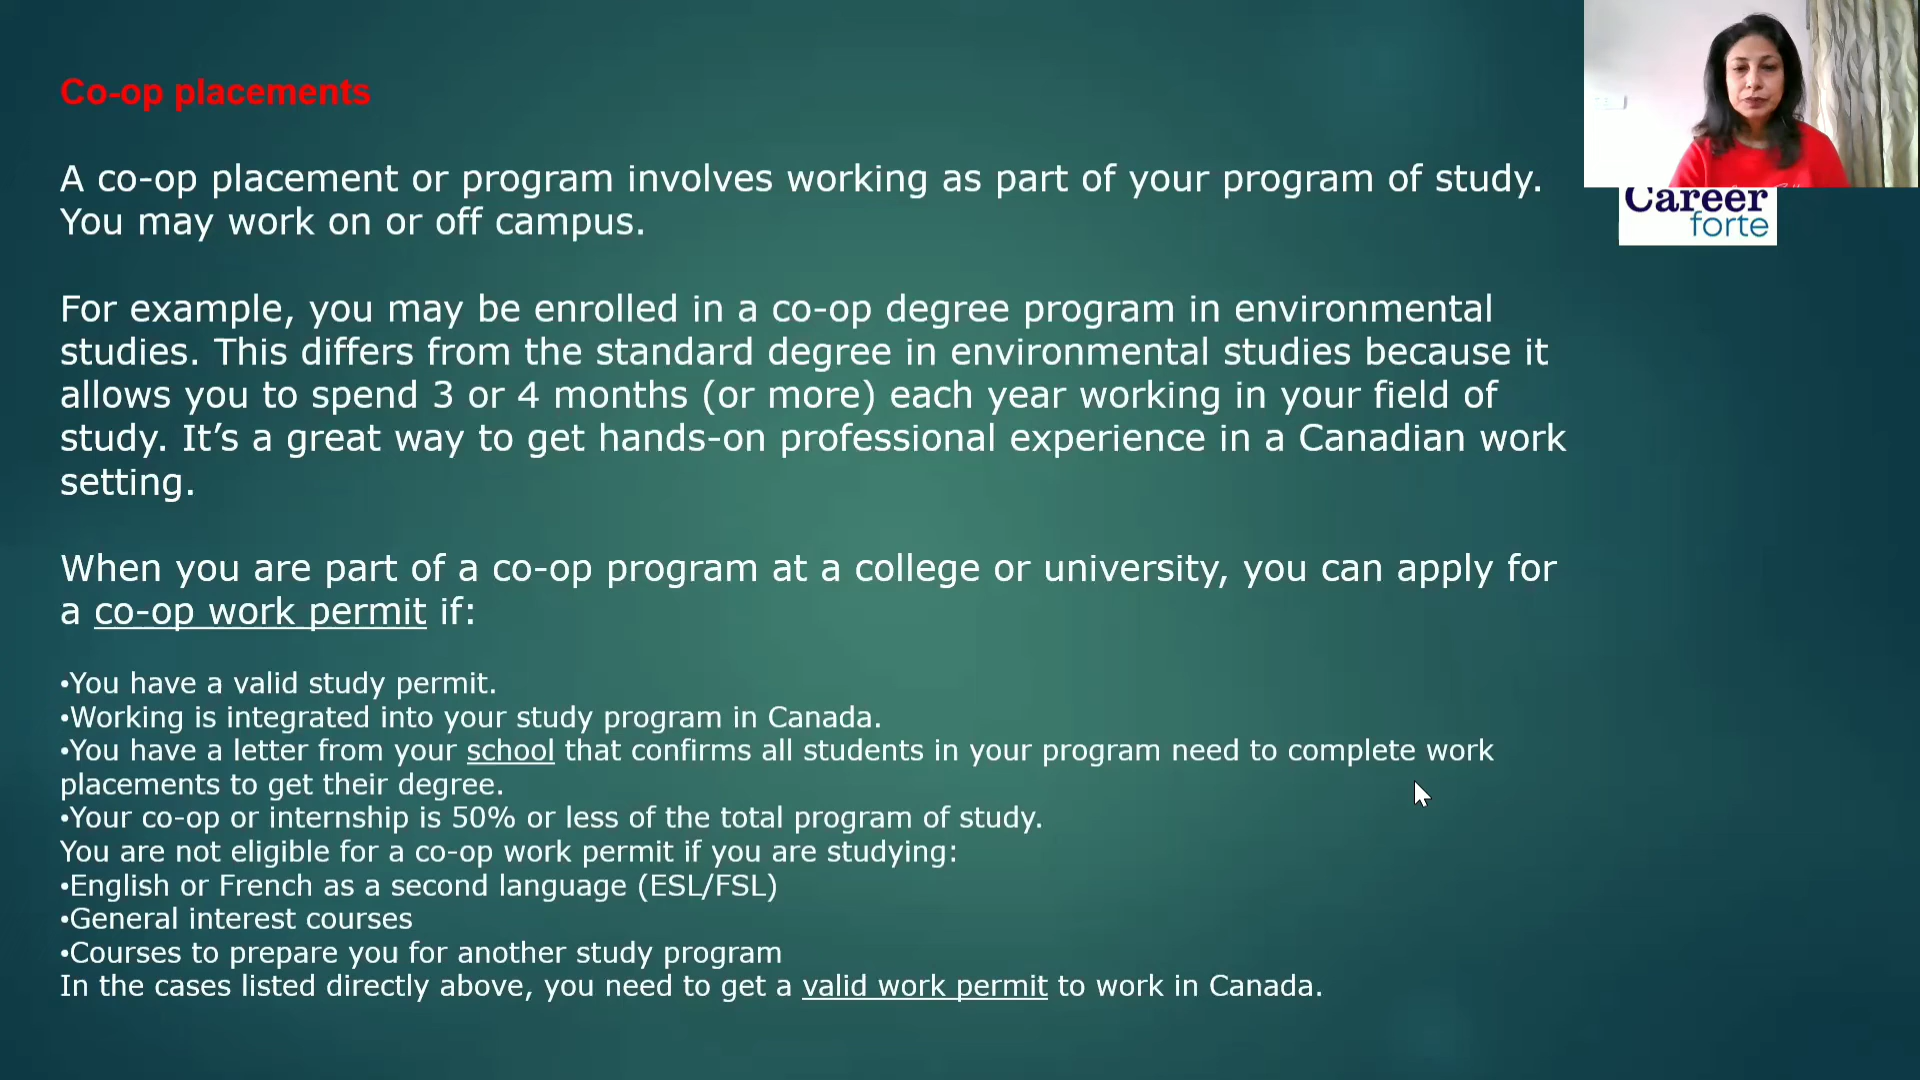 Co-op placements
A co-op placement or program involves working as part of your program of study.
You may work on or off campus.
For example, you may be enrolled in a co-op degree program in environmental
studies. This differs from the standard degree in environmental studies because it
allows you to spend 3 or 4 months (or more) each year working in your field of
study. It’s a great way to get hands-on professional experience in a Canadian work
setting.
When you are part of a co-op program at a college or university, you can apply for
a co-op work permit if:
•You have a valid study permit.
•Working is integrated into your study program in Canada.
•You have a letter from your school that confirms all students in your program need to complete work
placements to get their degree.
•Your co-op or internship is 50% or less of the total program of study.
You are not eligible for a co-op work permit if you are studying:
•English or French as a second language (ESL/FSL)
•General interest courses
•Courses to prepare you for another study program
In the cases listed directly above, you need to get a valid work permit to work in Canada.
Career
forte